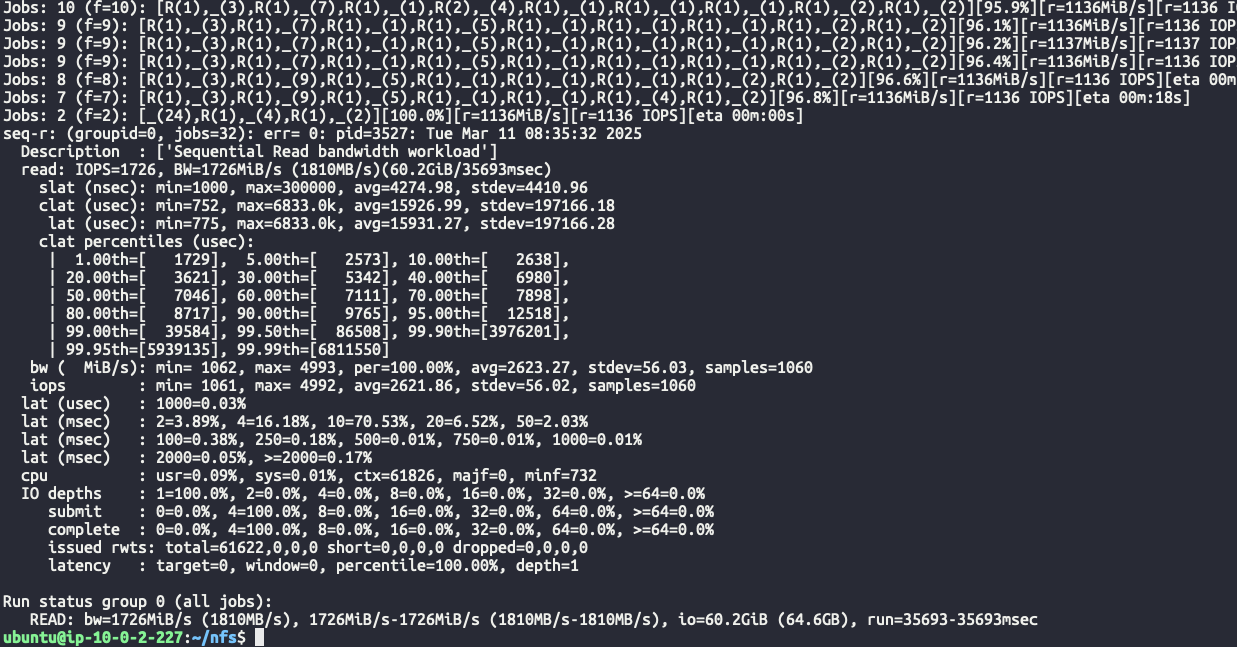 Jobs: 10 (f=10): [R(1),_(3),R(1),_(7),R(1),_(1),R(2),_(4),R(1),_(1),R(1),_(1),R(1),_(1),R(1),_(2),R(1),_(2)][95.9%][r=1136MiB/s][r=1136 I
Jobs: 9 (f=9): [R(1),_(3),R(1),_(7),R(1),_(1),R(1),_(5),R(1),_(1),R(1),_(1),R(1),_(1),R(1),_(2),R(1),_(2)][96.1%][r=1136MiB/s][r=1136 IOP
Jobs: 9 (f=9): [R(1),_(3),R(1),_(7),R(1),_(1),R(1),_(5),R(1),_(1),R(1),_(1),R(1),_(1),R(1),_(2),R(1),_(2)][96.2%][r=1137MiB/s][r=1137 IOP
Jobs: 9 (f=9): [R(1),_(3),R(1),_(7),R(1),_(1),R(1),_(5),R(1),_(1),R(1),_(1),R(1),_(1),R(1),_(2),R(1),_(2)][96.4%][r=1136MiB/s][r=1136 IOP
Jobs: 8 (f=8): [R(1),_(3),R(1),_(9),R(1),_(5),R(1),_(1),R(1),_(1),R(1),_(1),R(1),_(2),R(1),_(2)][96.6%][r=1136MiB/s][r=1136 IOPS][eta 00m
Jobs: 7 (f=7): [R(1),_(3),R(1),_(9),R(1),_(5),R(1),_(1),R(1),_(1),R(1),_(4),R(1),_(2)][96.8%][r=1136MiB/s][r=1136 IOPS][eta 00m:18s]
Jobs: 2 (f=2): [_(24),R(1),_(4),R(1),_(2)][100.0%][r=1136MiB/s][r=1136 IOPS][eta 00m:00s]
seq-r: (groupid=0, jobs=32): err= 0: pid=3527: Tue Mar 11 08:35:32 2025
  Description  : ['Sequential Read bandwidth workload']
  read: IOPS=1726, BW=1726MiB/s (1810MB/s)(60.2GiB/35693msec)
    slat (nsec): min=1000, max=300000, avg=4274.98, stdev=4410.96
    clat (usec): min=752, max=6833.0k, avg=15926.99, stdev=197166.18
     lat (usec): min=775, max=6833.0k, avg=15931.27, stdev=197166.28
    clat percentiles (usec):
     |  1.00th=[   1729],  5.00th=[   2573], 10.00th=[   2638],
     | 20.00th=[   3621], 30.00th=[   5342], 40.00th=[   6980],
     | 50.00th=[   7046], 60.00th=[   7111], 70.00th=[   7898],
     | 80.00th=[   8717], 90.00th=[   9765], 95.00th=[  12518],
     | 99.00th=[  39584], 99.50th=[  86508], 99.90th=[3976201],
     | 99.95th=[5939135], 99.99th=[6811550]
   bw (  MiB/s): min= 1062, max= 4993, per=100.00%, avg=2623.27, stdev=56.03, samples=1060
   iops        : min= 1061, max= 4992, avg=2621.86, stdev=56.02, samples=1060
  lat (usec)   : 1000=0.03%
  lat (msec)   : 2=3.89%, 4=16.18%, 10=70.53%, 20=6.52%, 50=2.03%
  lat (msec)   : 100=0.38%, 250=0.18%, 500=0.01%, 750=0.01%, 1000=0.01%
  lat (msec)   : 2000=0.05%, >=2000=0.17%
  cpu          : usr=0.09%, sys=0.01%, ctx=61826, majf=0, minf=732
  IO depths    : 1=100.0%, 2=0.0%, 4=0.0%, 8=0.0%, 16=0.0%, 32=0.0%, >=64=0.0%
     submit    : 0=0.0%, 4=100.0%, 8=0.0%, 16=0.0%, 32=0.0%, 64=0.0%, >=64=0.0%
     complete  : 0=0.0%, 4=100.0%, 8=0.0%, 16=0.0%, 32=0.0%, 64=0.0%, >=64=0.0%
     issued rwts: total=61622,0,0,0 short=0,0,0,0 dropped=0,0,0,0
     latency   : target=0, window=0, percentile=100.00%, depth=1

Run status group 0 (all jobs):
   READ: bw=1726MiB/s (1810MB/s), 1726MiB/s-1726MiB/s (1810MB/s-1810MB/s), io=60.2GiB (64.6GB), run=35693-35693msec
ubuntu@ip-10-0-2-227:~/nfs$